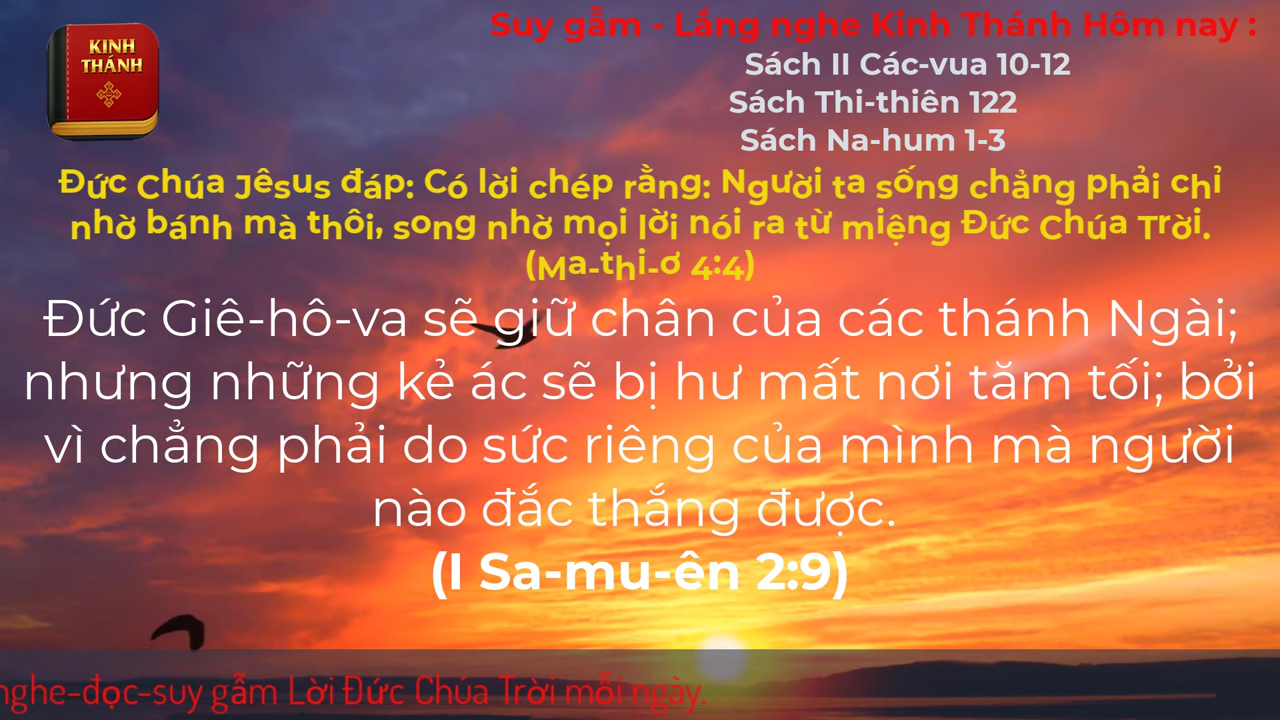 Suy gẫm - Lắng nghe Kinh Thánh Hôm nay :
KINH
THÁNH
Sách II Các-vua 10-12
Sách Thi-thiên 122
Sách Na-hum 1-3
Đức Chúa Jêsus đáp: Có lời chép rằng: Người ta sống chẳng phải chỉ
nhờ bánh mà thôi, song nhờ mọi lời nói ra từ miệng Đức Chúa Trời.
(Ma-thi-ơ 4:4)
Đức Giê-hô-va sẽ giữ chân của các thánh Ngài;
nhưng những kẻ ác sẽ bị hư mất nơi tăm tối; bởi
vì chẳng phải do sức riêng của mình mà người
nào đắc thắng được.
(I Sa-mu-ên 2:9)
nghe-đọc-suy gẫm Lời Đức Chúa Trời mỗi ngày.